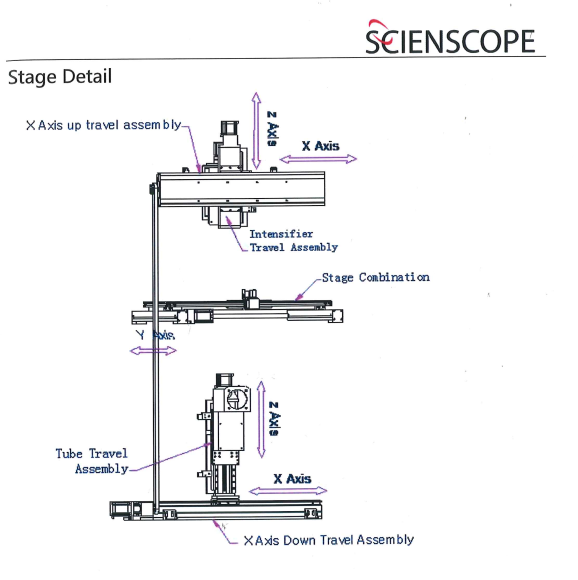 SCIENSCOPE
Stage Detail
X Axis up travel assembly
Z Axis
X Axis
Intensifier
Travel Assembly
Stage Combination
Y Axis
Z Axis
Tube Travel
Assembly
X Axis
X Axis Down Travel Assembly